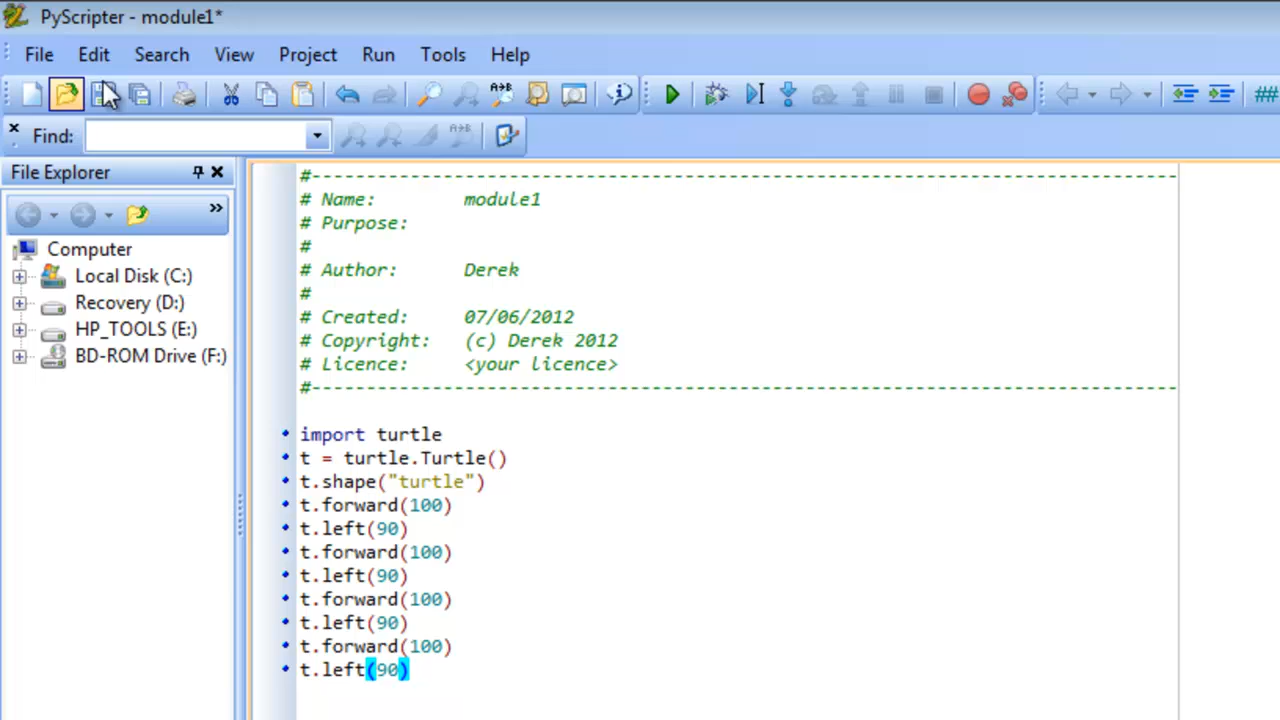 PyScripter - module1*
File Edit Search View Project Run Tools Help
Find:
File Explorer
Computer
Local Disk (C:)
Recovery (D:)
HP_TOOLS (E:)
BD-ROM Drive (F:)
#--------------------------------------------------------------------------------
# Name: module1
# Purpose:
#
# Author: Derek
#
# Created: 07/06/2012
# Copyright: (c) Derek 2012
# Licence: <your licence>
#--------------------------------------------------------------------------------
import turtle
t = turtle.Turtle()
t.shape("turtle")
t.forward(100)
t.left(90)
t.forward(100)
t.left(90)
t.forward(100)
t.left(90)
t.forward(100)
t.left(90)